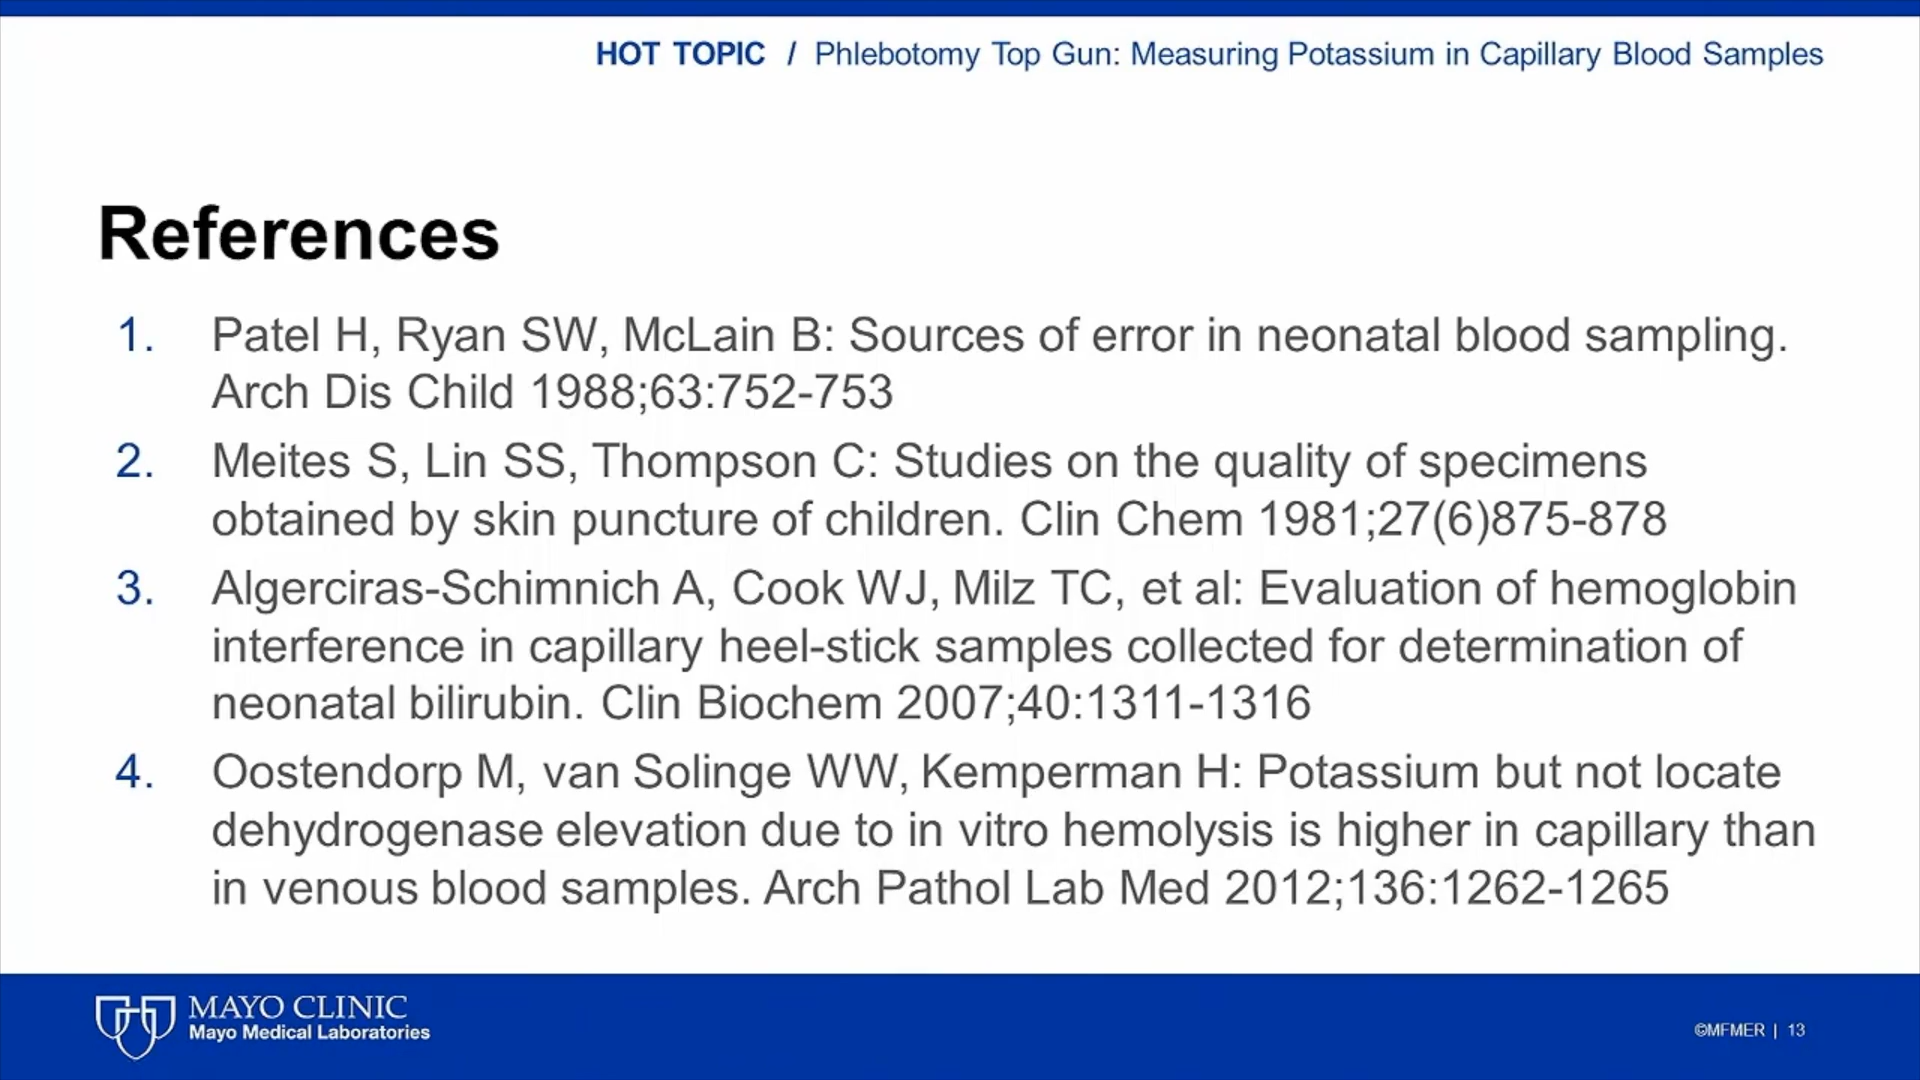 HOT TOPIC / Phlebotomy Top Gun: Measuring Potassium in Capillary Blood Samples
References
1. Patel H, Ryan SW, McLain B: Sources of error in neonatal blood sampling.
Arch Dis Child 1988;63:752-753
2. Meites S, Lin SS, Thompson C: Studies on the quality of specimens
obtained by skin puncture of children. Clin Chem 1981;27(6)875-878
3. Algerciras-Schimnich A, Cook WJ, Milz TC, et al: Evaluation of hemoglobin
interference in capillary heel-stick samples collected for determination of
neonatal bilirubin. Clin Biochem 2007;40:1311-1316
4. Oostendorp M, van Solinge WW, Kemperman H: Potassium but not locate
dehydrogenase elevation due to in vitro hemolysis is higher in capillary than
in venous blood samples. Arch Pathol Lab Med 2012;136:1262-1265
MAYO CLINIC
Mayo Medical Laboratories
©MFMER | 13